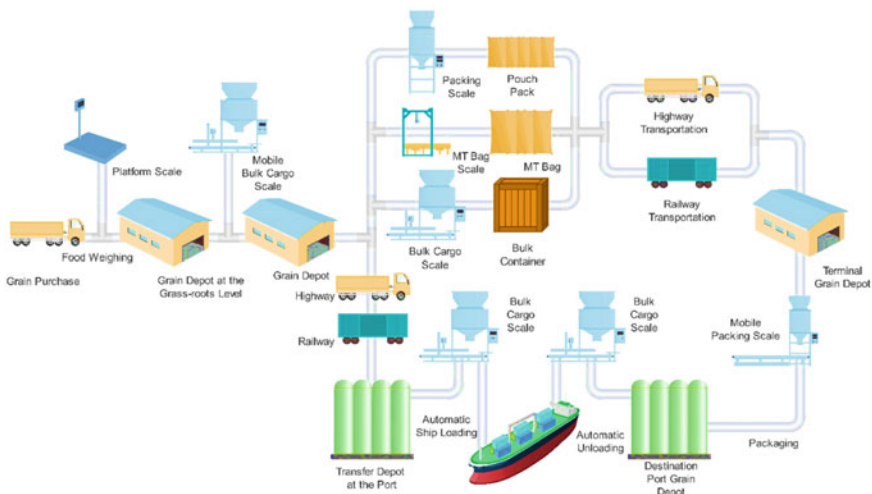 Packing
Scale
Pouch
Pack
Highway
Transportation
Platform Scale
Mobile
Bulk Cargo
Scale
MT Bag
Scale
MT Bag
Railway
Transportation
Grain Purchase
Food Weighing
Grain Depot at the
Grass-roots Level
Grain Depot
Bulk Cargo
Scale
Bulk
Container
Terminal
Grain Depot
Highway
Railway
Bulk
Cargo
Scale
Bulk
Cargo
Scale
Mobile
Packing Scale
Automatic
Ship Loading
Automatic
Unloading
Packaging
Transfer Depot
at the Port
Destination
Port Grain
Depot